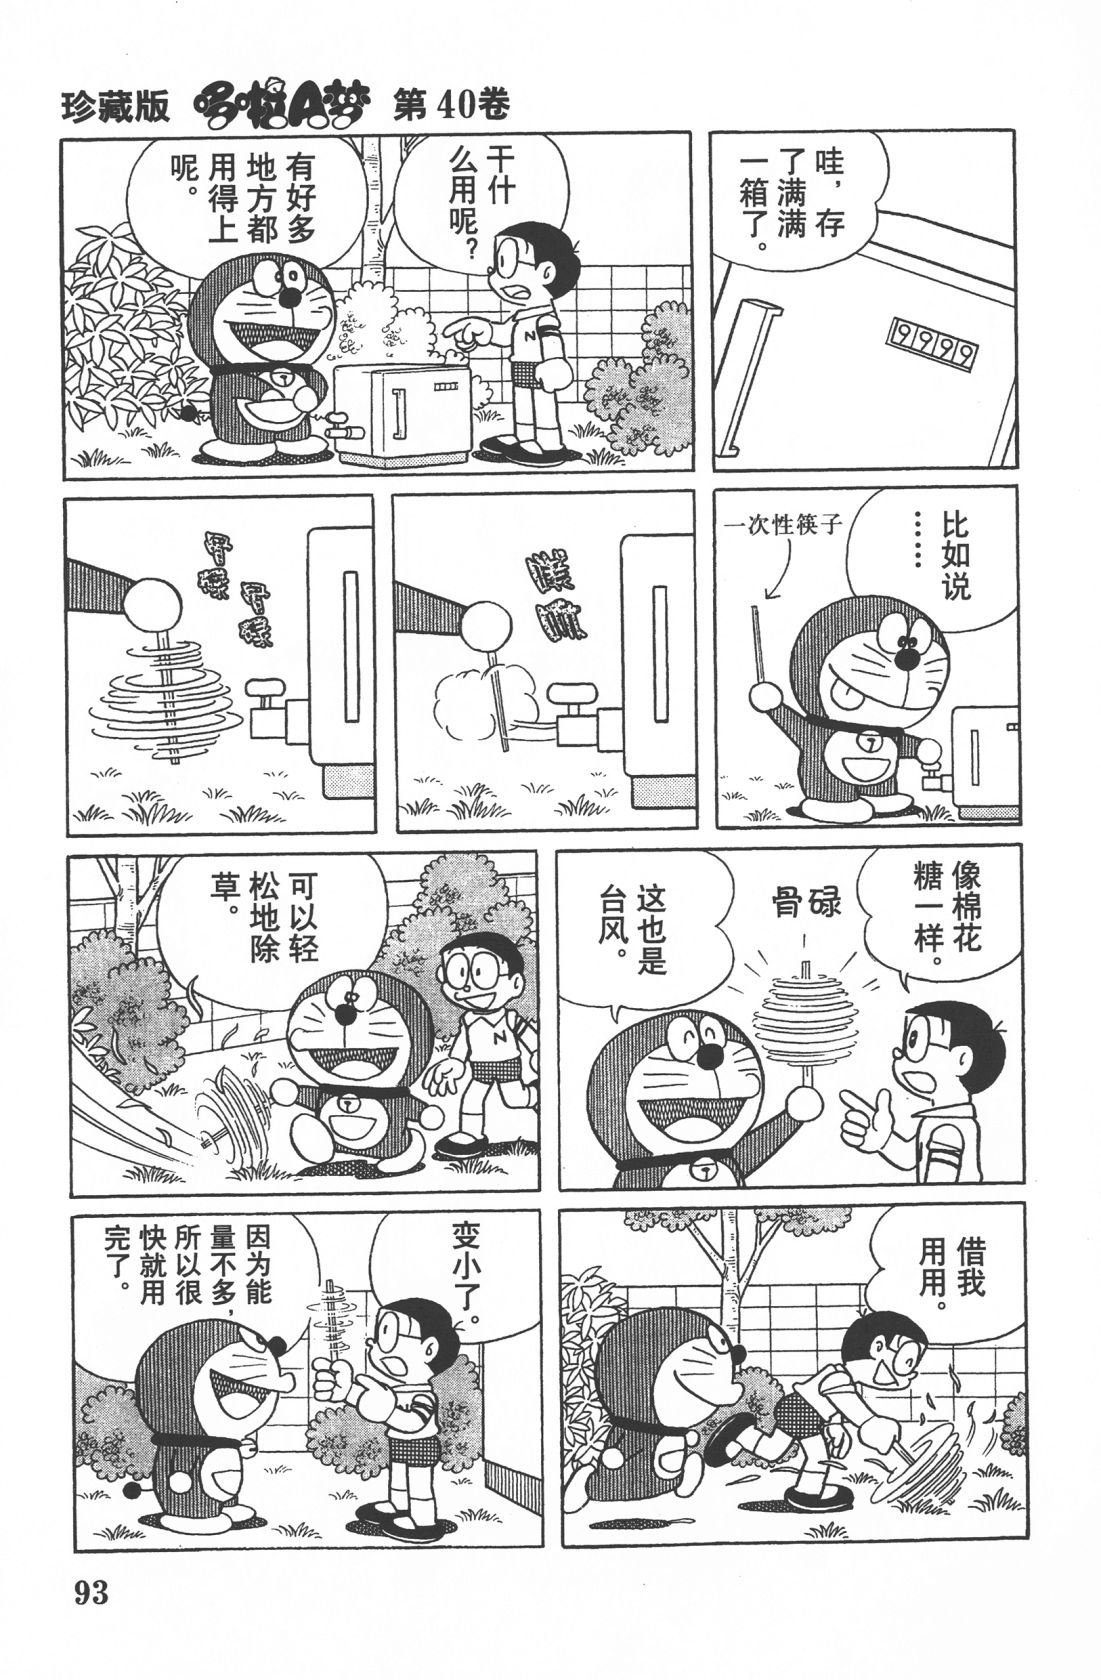 珍藏版 哆啦A梦 第40卷
哇，存
了满满
一箱了。
9999
干什
么用呢？
有好多
地方都
用得上
呢。
比如说
……
一次性筷子
骨碌
骨碌
像棉花
糖一样。
骨碌
这也是
台风。
可以轻
松地除
草。
借我
用用。
变小了。
因为能
量不多，
所以很
快就用
完了。
N
N
93